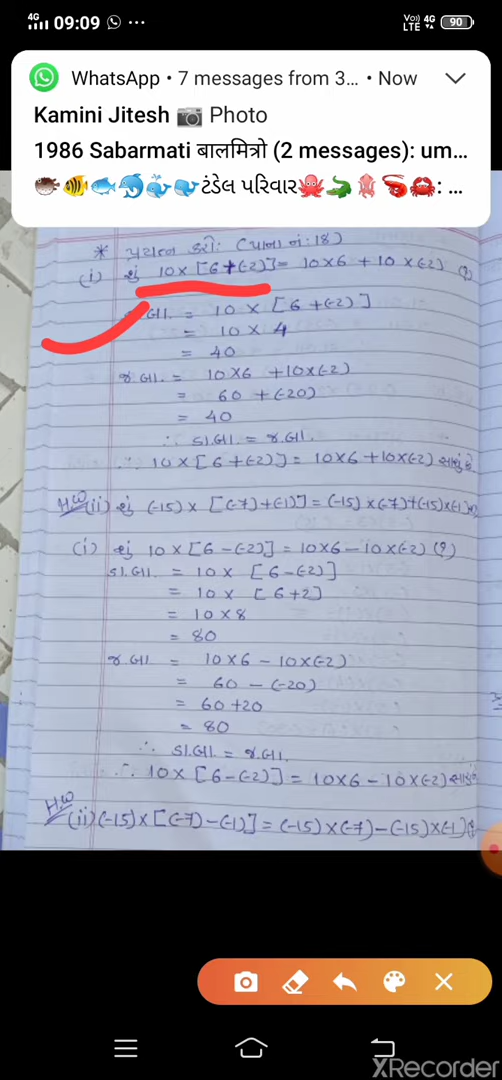 4G 09:09 ... Voo) LTE 4G 90
WhatsApp • 7 messages from 3... • Now
Kamini Jitesh 📷 Photo
1986 Sabarmati बालमित्रो (2 messages): um...
🐡🐠🐟🐬🐳🐋ટંડેલ પરિવાર🐙🐊🦑🦐🦀: ...
* પ્રયત્ન કરો: (પાના નં:18)
(i) શું 10 × [6+(-2)] = 10×6 + 10×(-2) (?)
.બા. = 10 × [6 +(-2)]
= 10 × 4
= 40
જ.બા. = 10×6 +10×(-2)
= 60 +(-20)
= 40
∴ ડા.બા. = જ.બા.
∴ 10×[6+(-2)] = 10×6+10×(-2) સાચું છે
H.W (ii) શું (-15) × [(-7)+(-1)] = (-15)×(-7)+(-15)×(-1)
(i) શું 10 × [6-(-2)] = 10×6 - 10×(-2) (?)
ડા.બા. = 10 × [6-(-2)]
= 10 × [6+2]
= 10×8
= 80
જ.બા. = 10×6 - 10×(-2)
= 60 - (-20)
= 60+20
= 80
∴ ડા.બા. = જ.બા.
∴ 10×[6-(-2)] = 10×6 - 10×(-2)
H.W (ii) (-15)×[(-7)-(-1)] = (-15)×(-7)-(-15)×(-1)
XRecorder